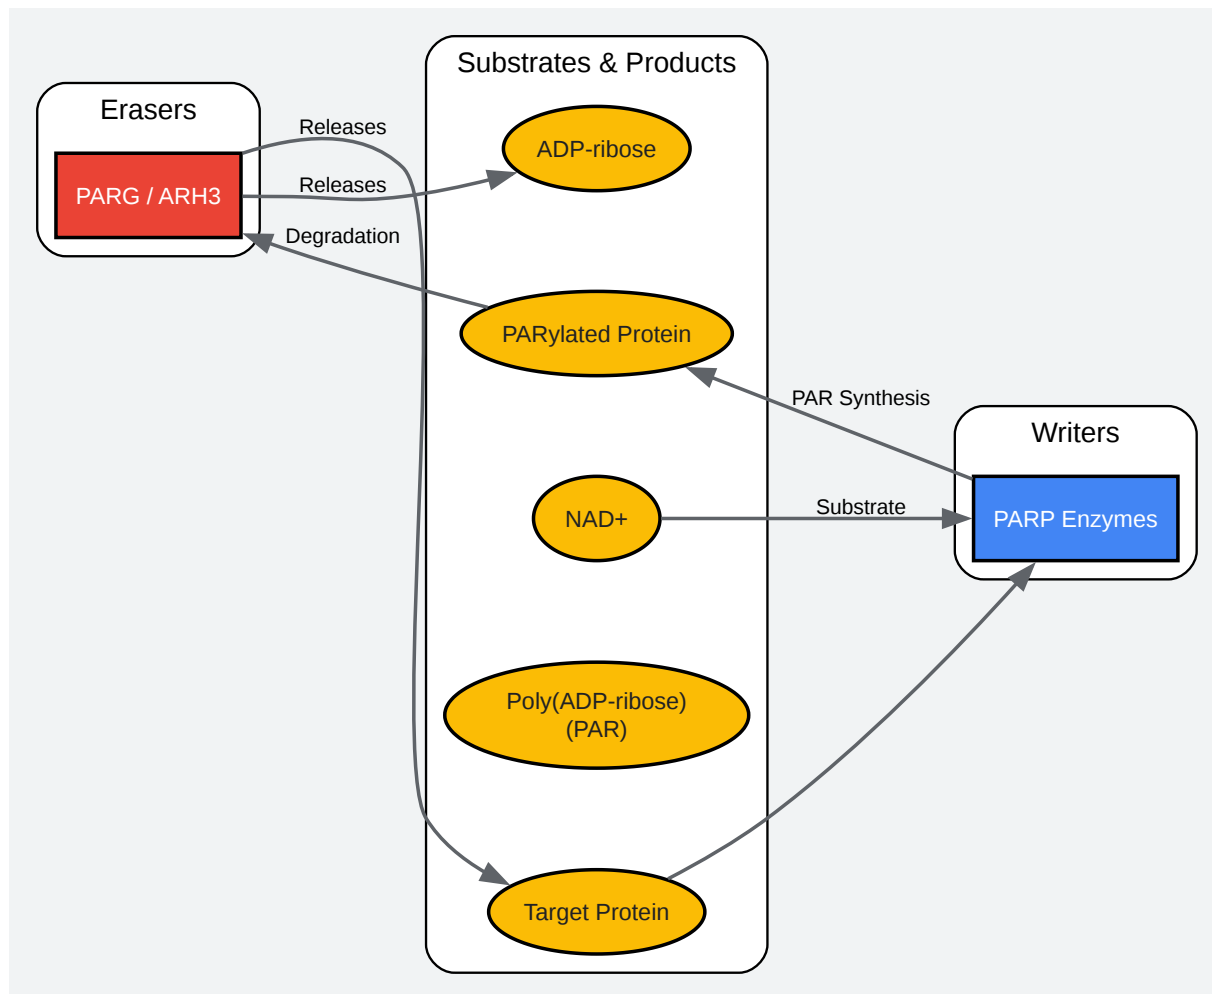 Substrates & Products
Erasers
Releases
ADP-ribose
PARG / ARH3
Releases
Degradation
PARylated Protein
PAR Synthesis
Writers
Substrate
NAD+
PARP Enzymes
Poly(ADP-ribose)
(PAR)
Target Protein